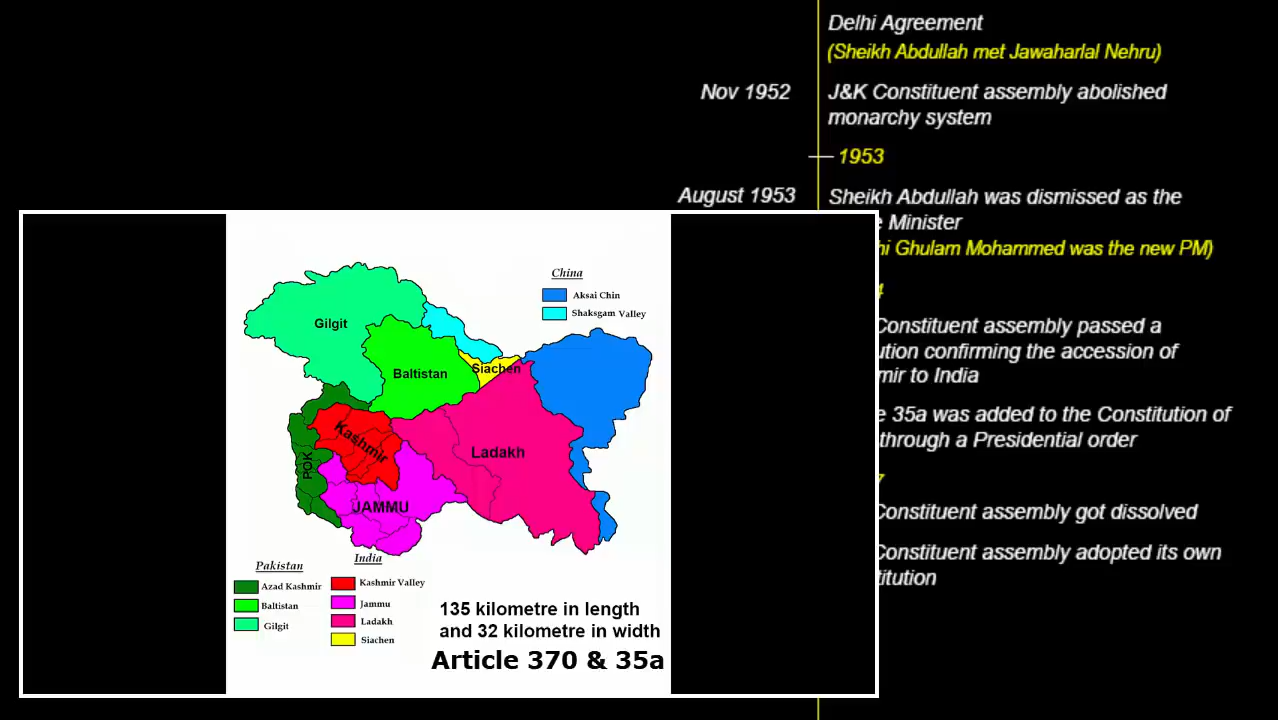 Delhi Agreement
(Sheikh Abdullah met Jawaharlal Nehru)
Nov 1952
J&K Constituent assembly abolished
monarchy system
1953
August 1953
Sheikh Abdullah was dismissed as the
Minister
Ghulam Mohammed was the new PM)
Constituent assembly passed a
confirming the accession of
to India
35a was added to the Constitution of
through a Presidential order
Constituent assembly got dissolved
Constituent assembly adopted its own
China
Aksai Chin
Shaksgam Valley
Gilgit
Baltistan
Siachen
Kashmir
POK
Ladakh
JAMMU
Pakistan
Azad Kashmir
Baltistan
Gilgit
India
Kashmir Valley
Jammu
Ladakh
Siachen
135 kilometre in length
and 32 kilometre in width
Article 370 & 35a